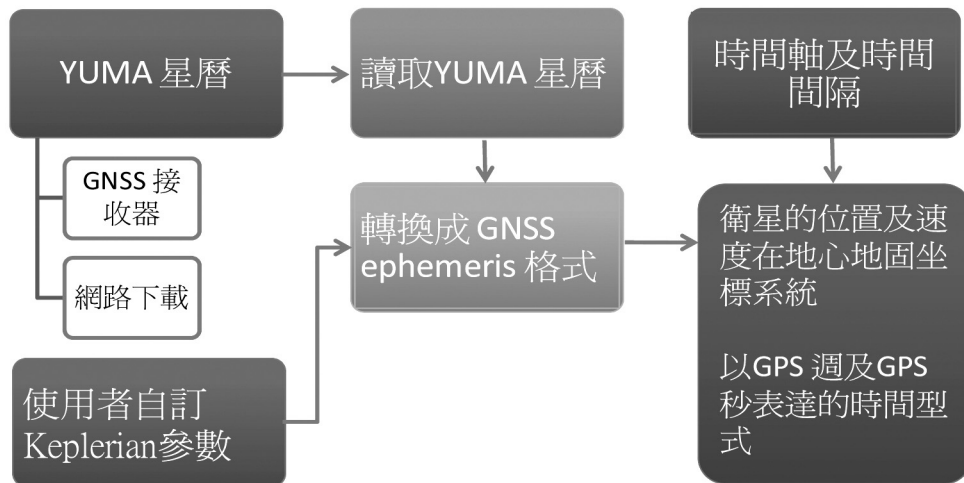 YUMA 星曆
讀取YUMA 星曆
時間軸及時間
間隔
GNSS 接
收器
網路下載
轉換成 GNSS
ephemeris 格式
使用者自訂
Keplerian參數
衛星的位置及速
度在地心地固坐
標系統
以GPS 週及GPS
秒表達的時間型
式